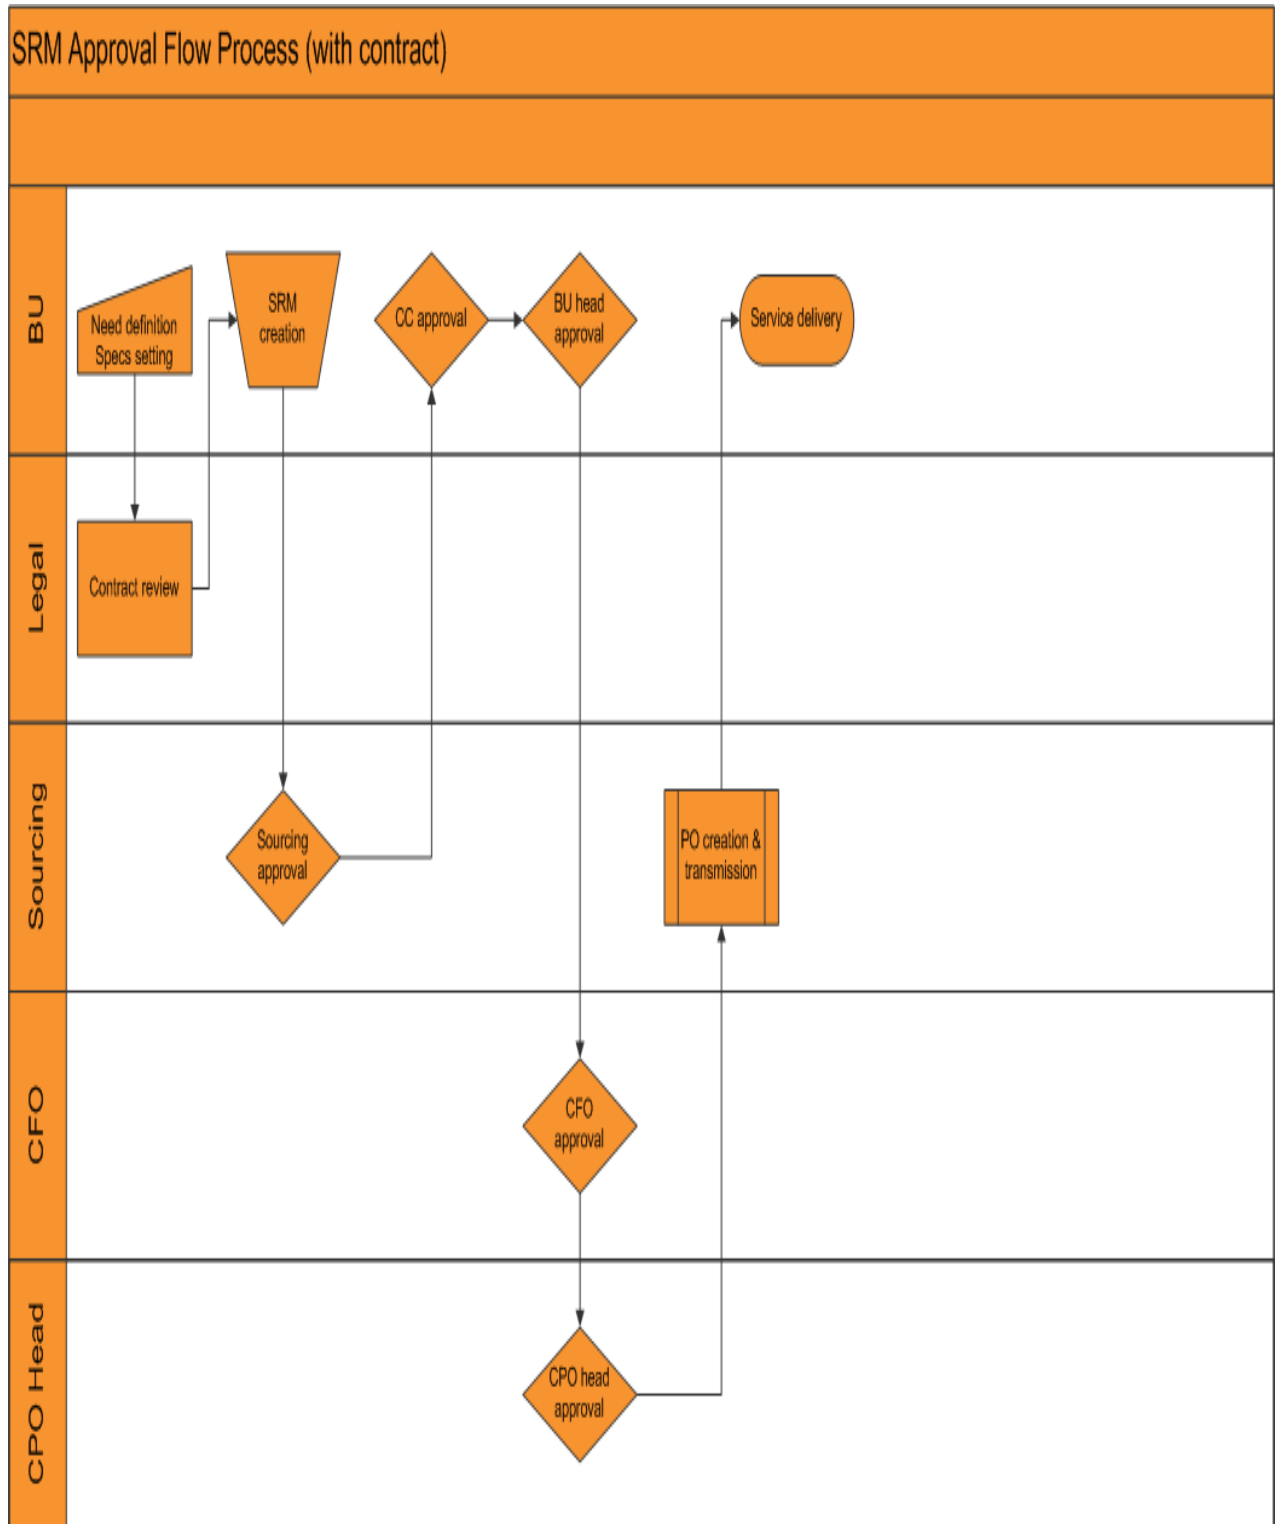 SRM Approval Flow Process (with contract)
BU
Need definition
Specs setting
SRM
creation
CC approval
BU head
approval
Service delivery
Legal
Contract review
Sourcing
Sourcing
approval
PO creation &
transmission
CFO
CFO
approval
CPO Head
CPO head
approval